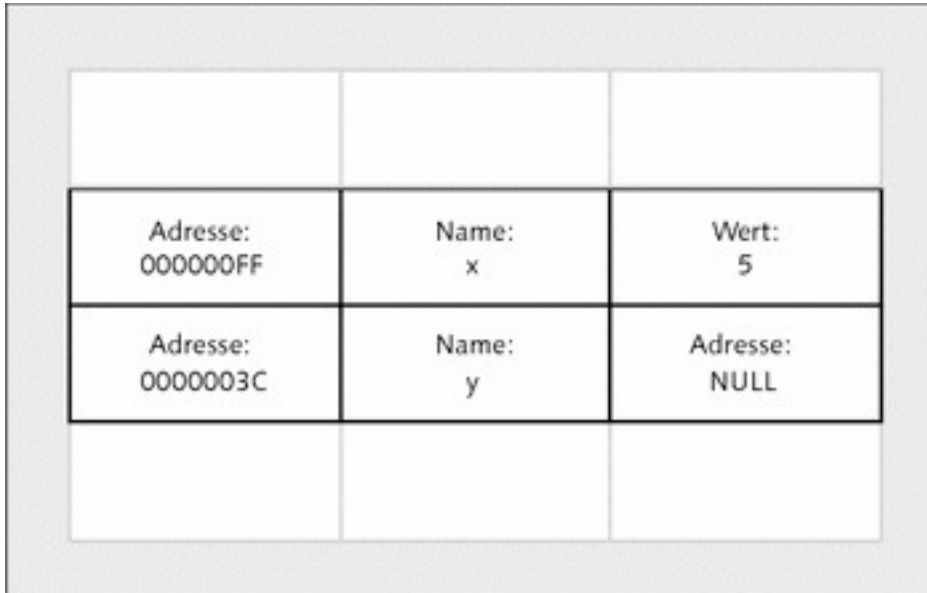 Adresse:
000000FF
Name:
x
Wert:
5
Adresse:
0000003C
Name:
y
Adresse:
NULL